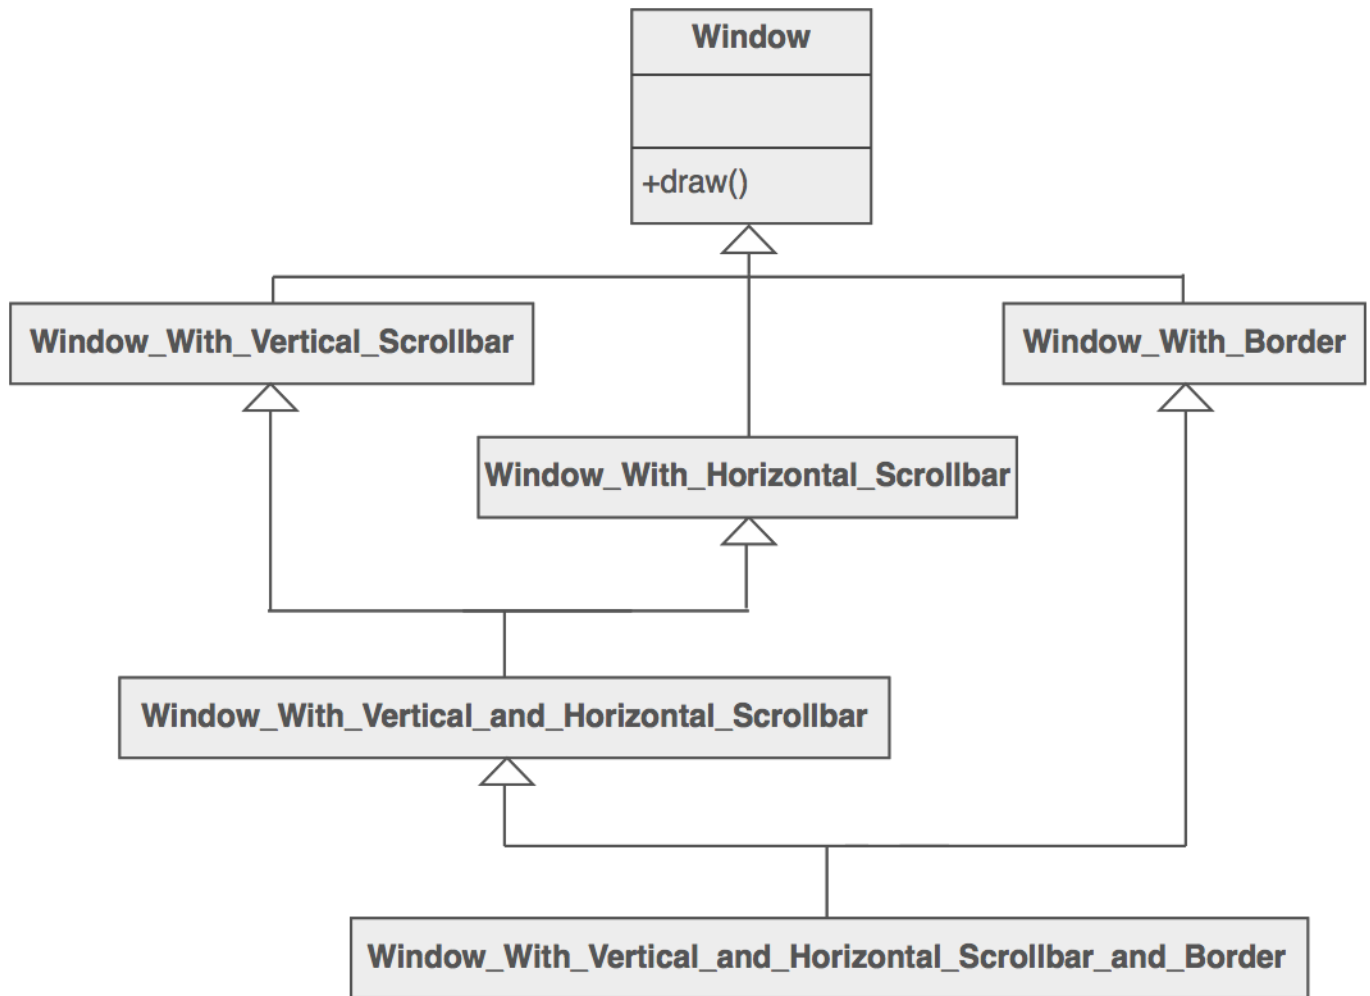 Window
+draw()
Window_With_Vertical_Scrollbar
Window_With_Border
Window_With_Horizontal_Scrollbar
Window_With_Vertical_and_Horizontal_Scrollbar
Window_With_Vertical_and_Horizontal_Scrollbar_and_Border